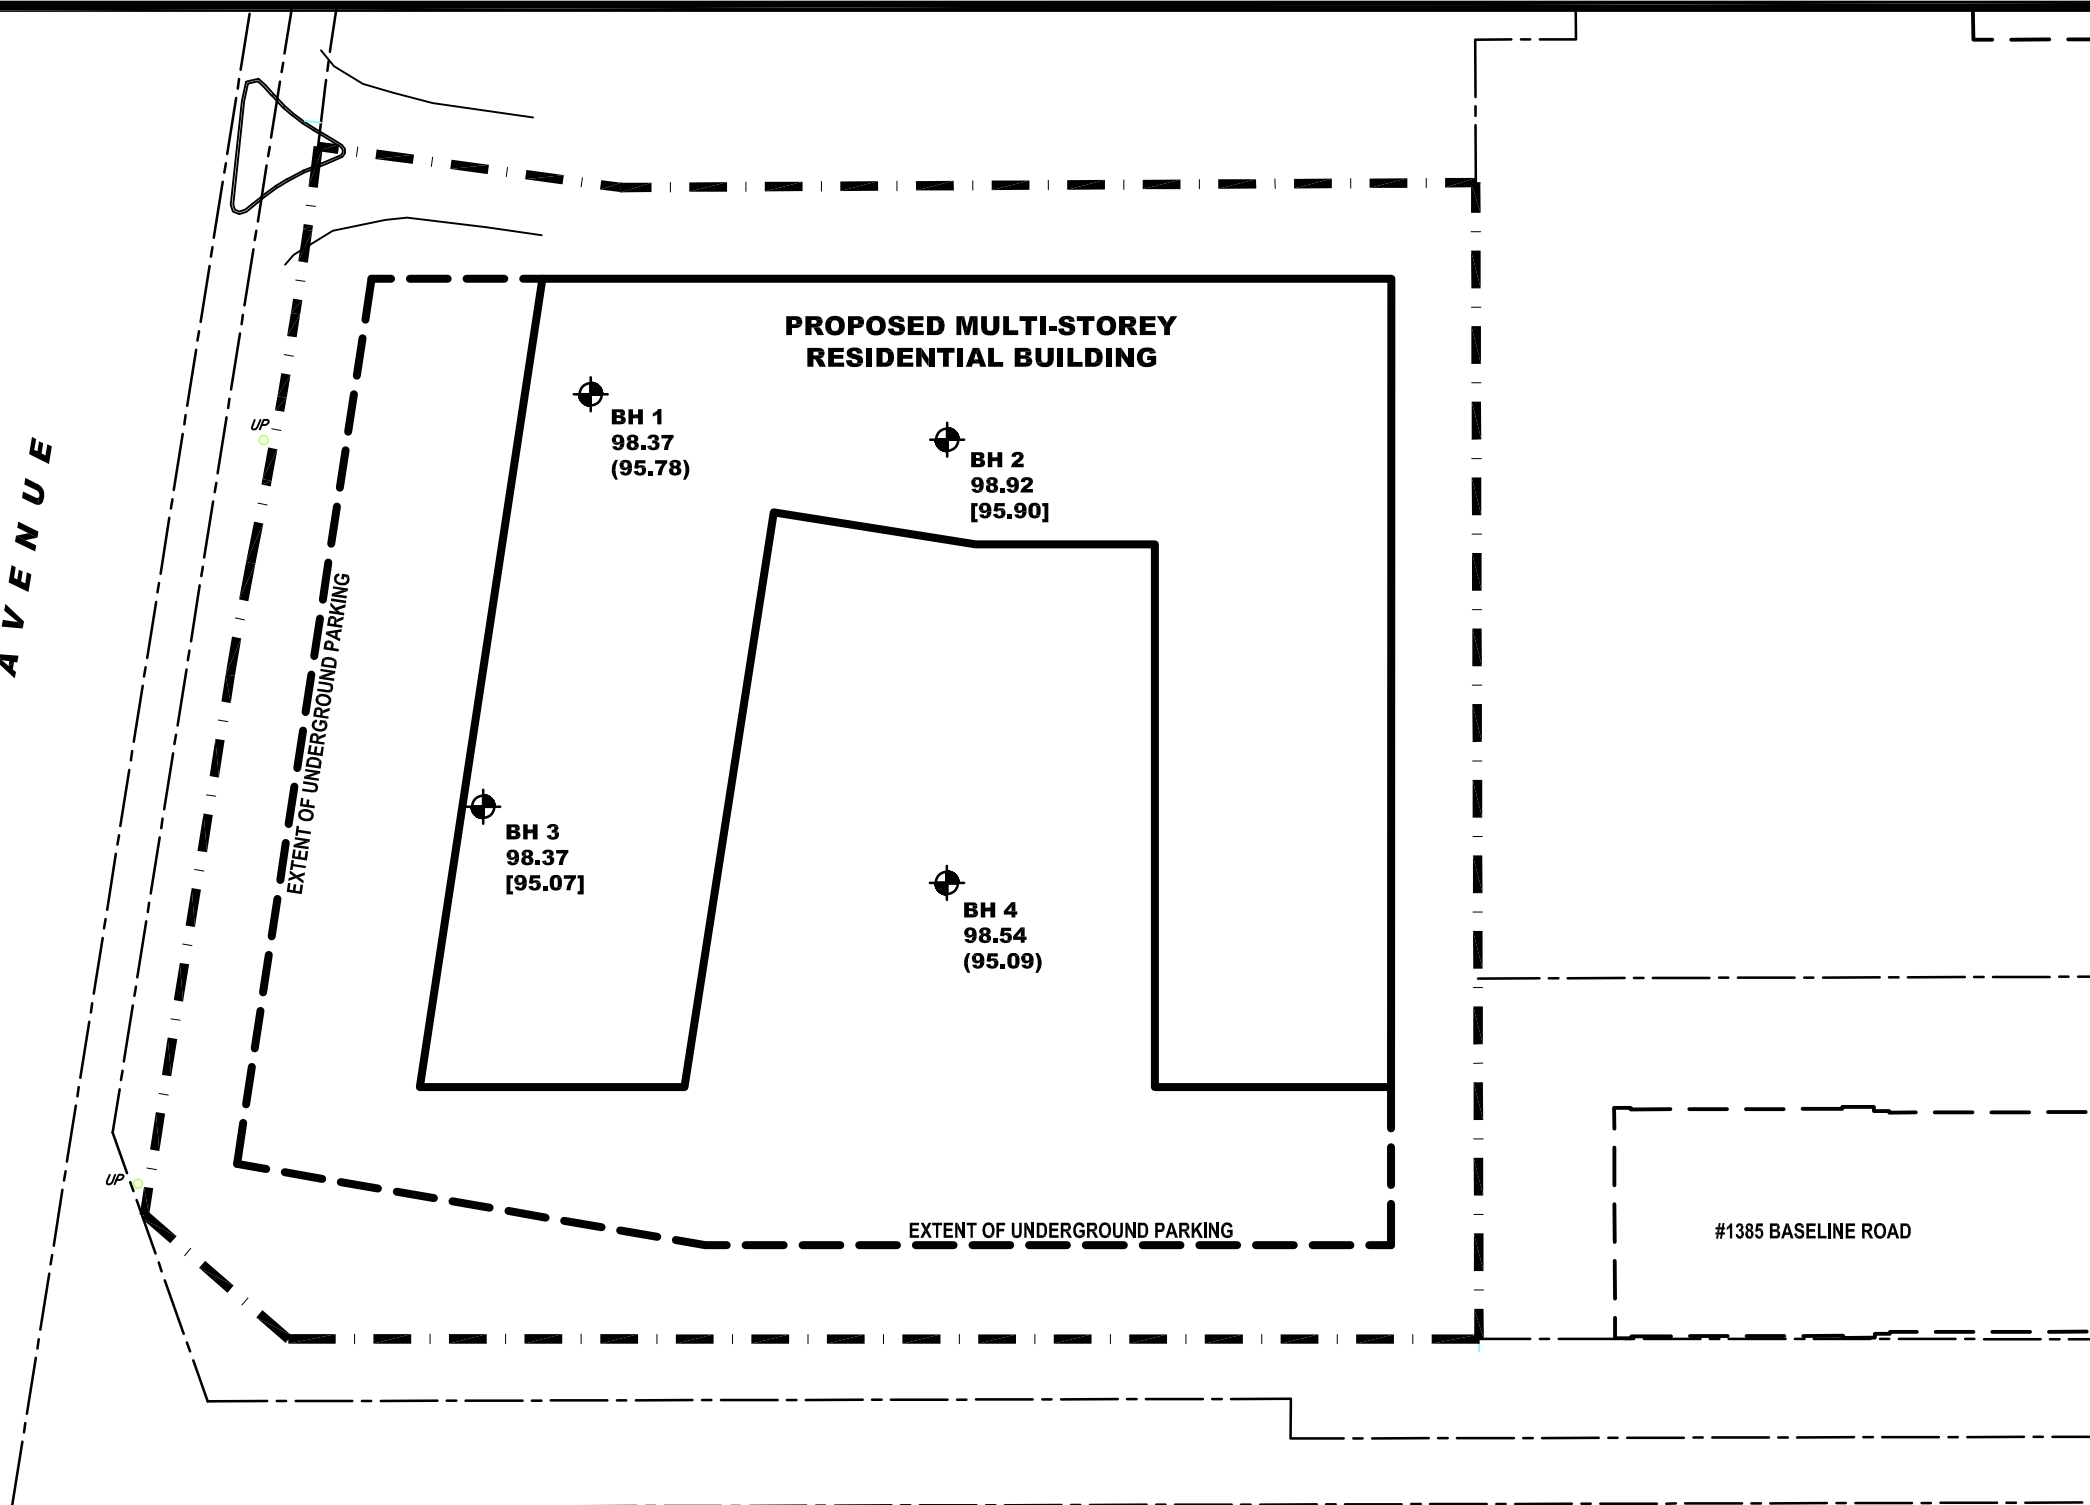 PROPOSED MULTI-STOREY
RESIDENTIAL BUILDING
BH 1
98.37
(95.78)
UP
AVENUE
BH 2
98.92
[95.90]
EXTENT OF UNDERGROUND PARKING
BH 3
98.37
[95.07]
BH 4
98.54
(95.09)
UP
EXTENT OF UNDERGROUND PARKING
#1385 BASELINE ROAD